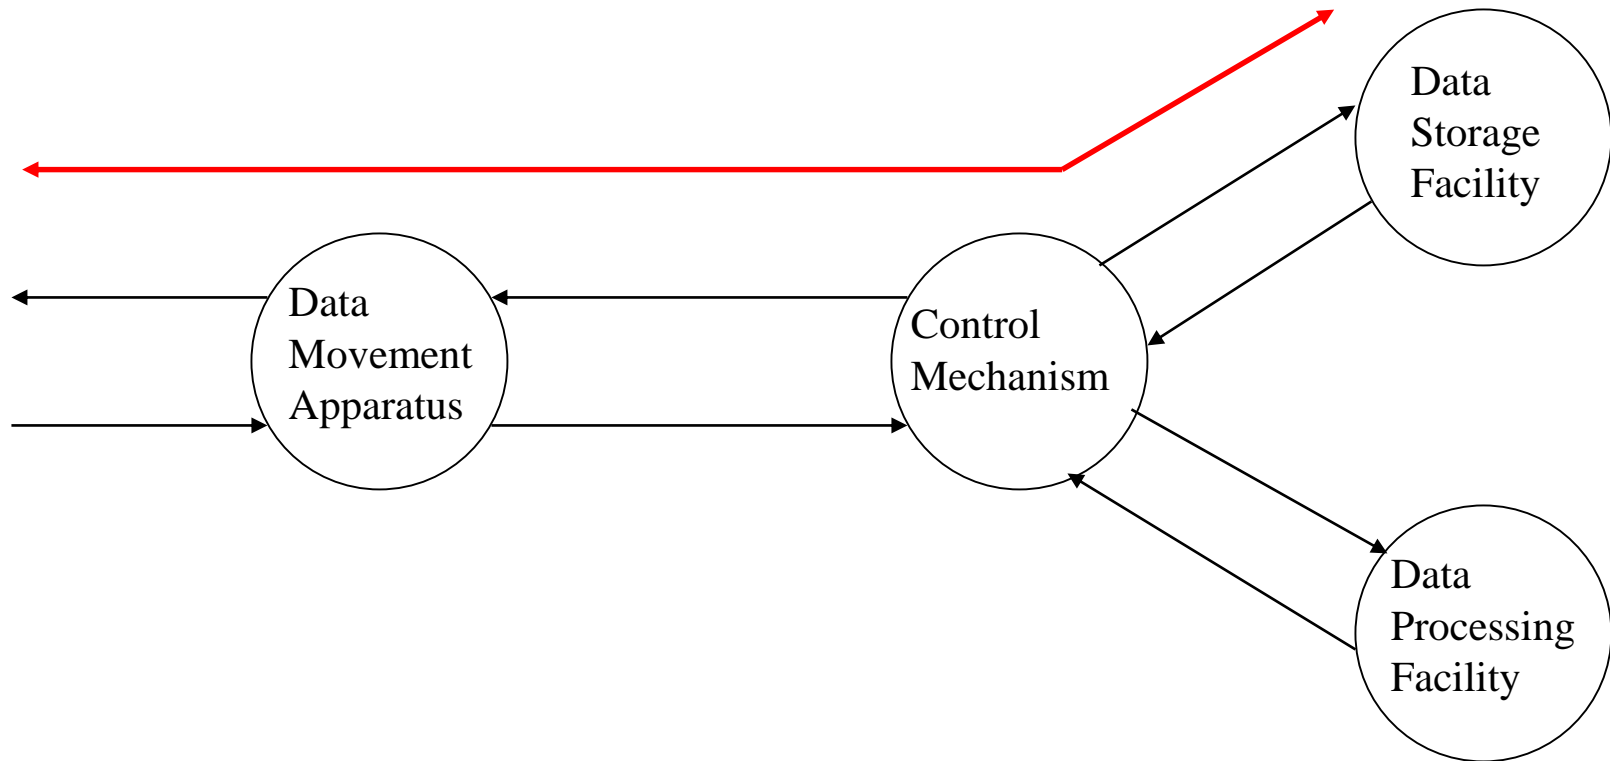 Data
Storage
Facility
Data
Movement
Apparatus
Control
Mechanism
Data
Processing
Facility